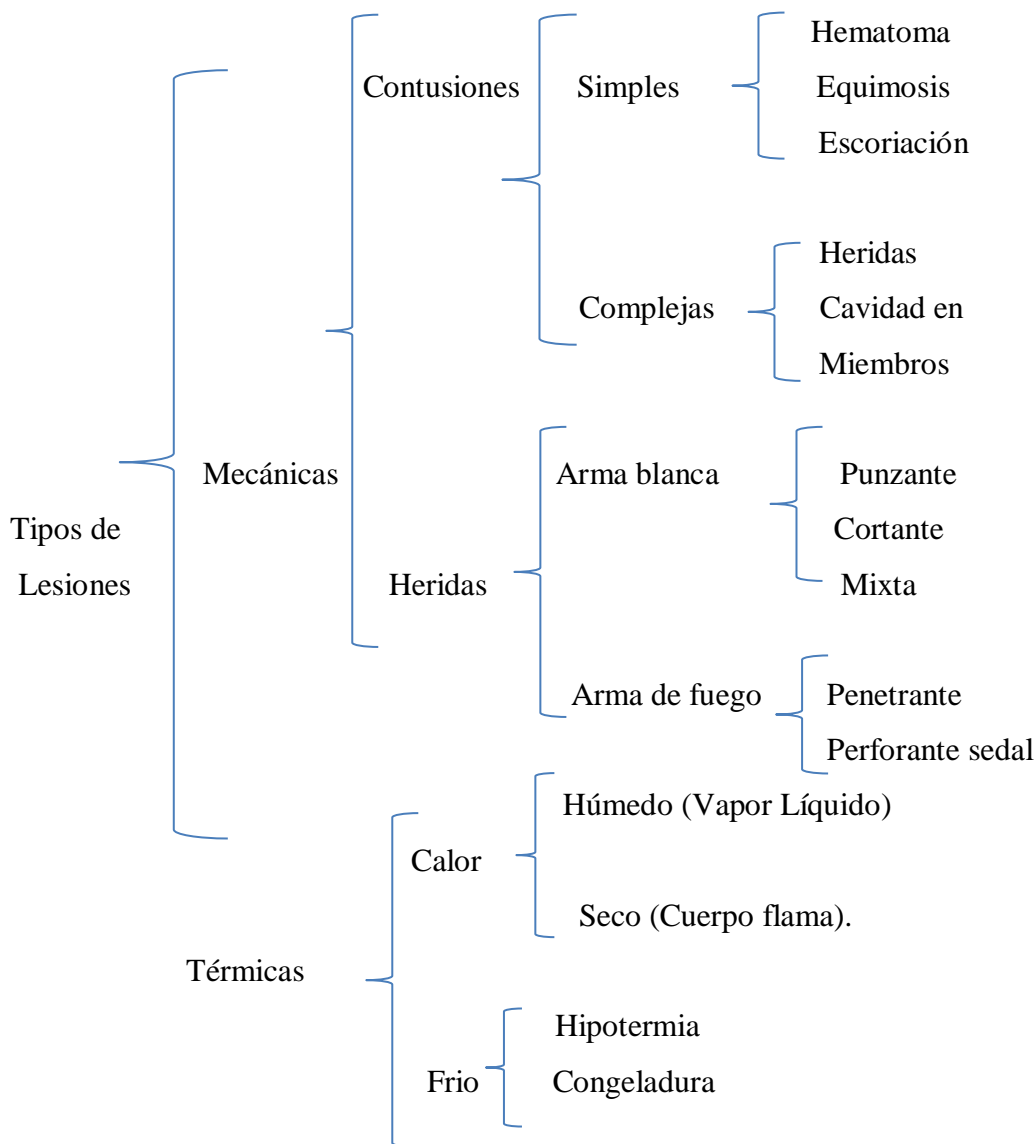 Tipos de
Lesiones
Mecánicas
Contusiones
Simples
Hematoma
Equimosis
Escoriación
Complejas
Heridas
Cavidad en
Miembros
Heridas
Arma blanca
Punzante
Cortante
Mixta
Arma de fuego
Penetrante
Perforante sedal
Térmicas
Calor
Húmedo (Vapor Líquido)
Seco (Cuerpo flama).
Frio
Hipotermia
Congeladura